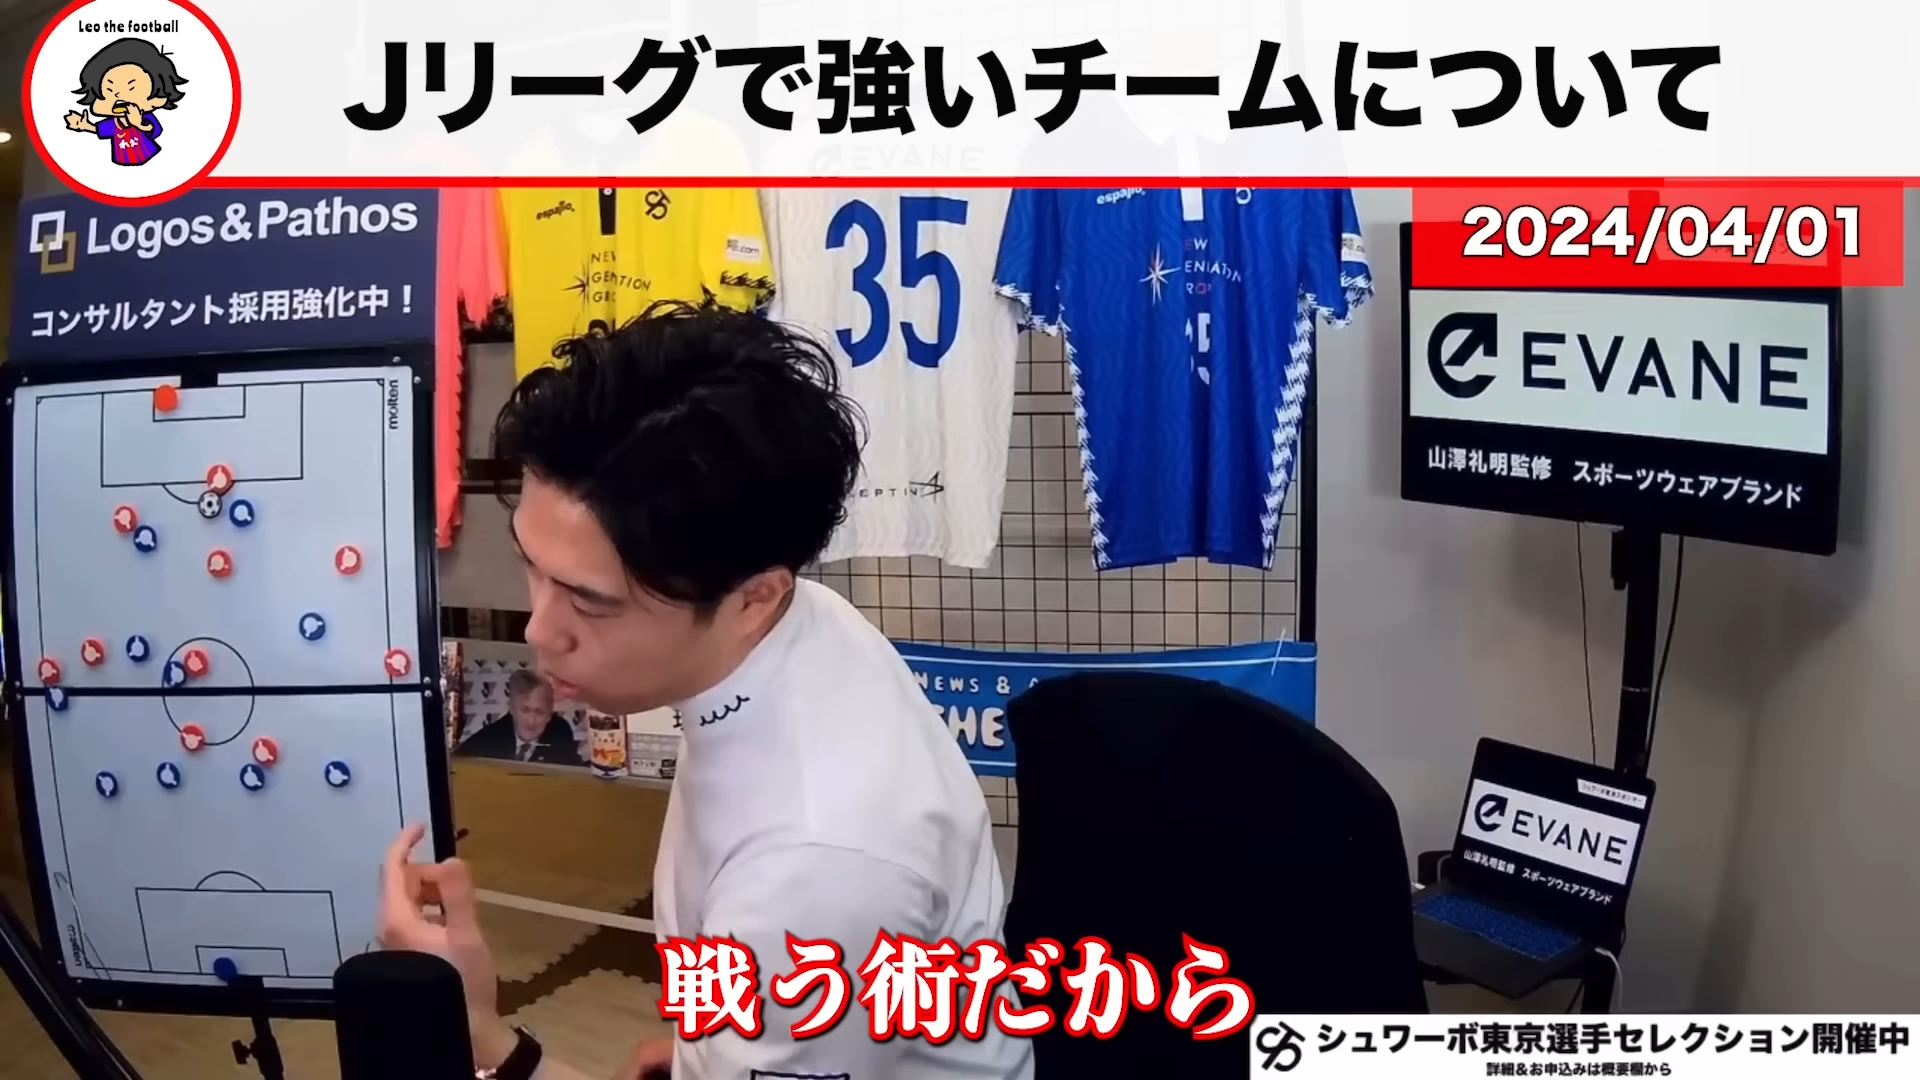 Leo the football
Jリーグで強いチームについて
2024/04/01
Logos&Pathos
コンサルタント採用強化中！
molten
espajio
espajio
35
EVANE
山澤礼明監修 スポーツウェアブランド
NEWS &
THE
EVANE
山澤礼明監修 スポーツウェアブランド
戦う術だから
シュワーボ東京選手セレクション開催中
詳細&お申込みは概要欄から